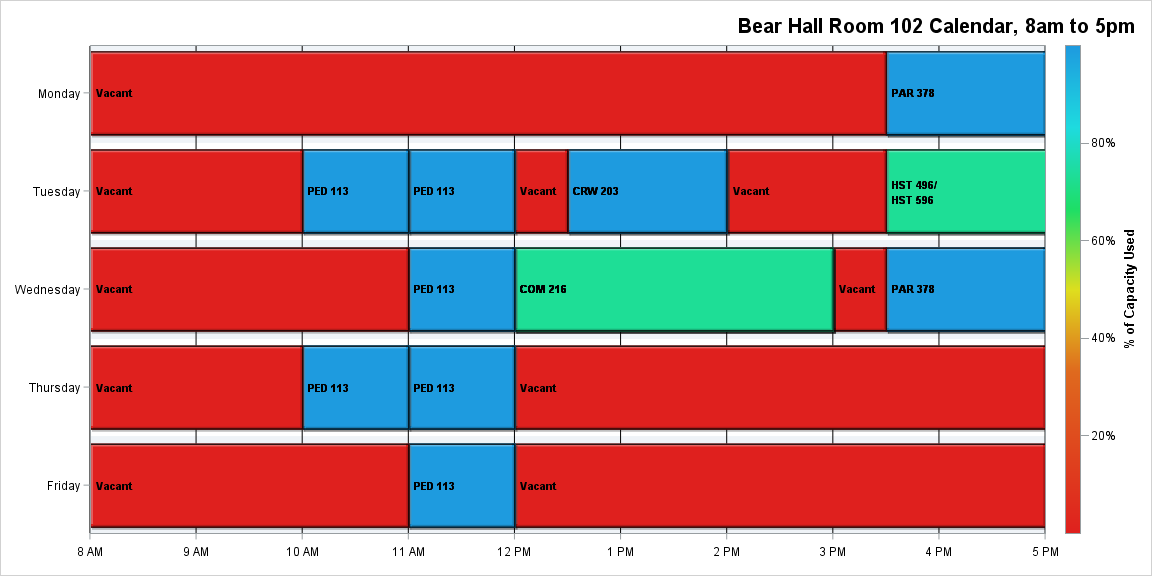 Bear Hall Room 102 Calendar, 8am to 5pm
Monday
Vacant
PAR 378
Tuesday
Vacant
PED 113
PED 113
Vacant
CRW 203
Vacant
HST 496/
HST 596
Wednesday
Vacant
PED 113
COM 216
Vacant
PAR 378
Thursday
Vacant
PED 113
PED 113
Vacant
Friday
Vacant
PED 113
Vacant
8 AM
9 AM
10 AM
11 AM
12 PM
1 PM
2 PM
3 PM
4 PM
5 PM
80%
60%
40%
20%
% of Capacity Used